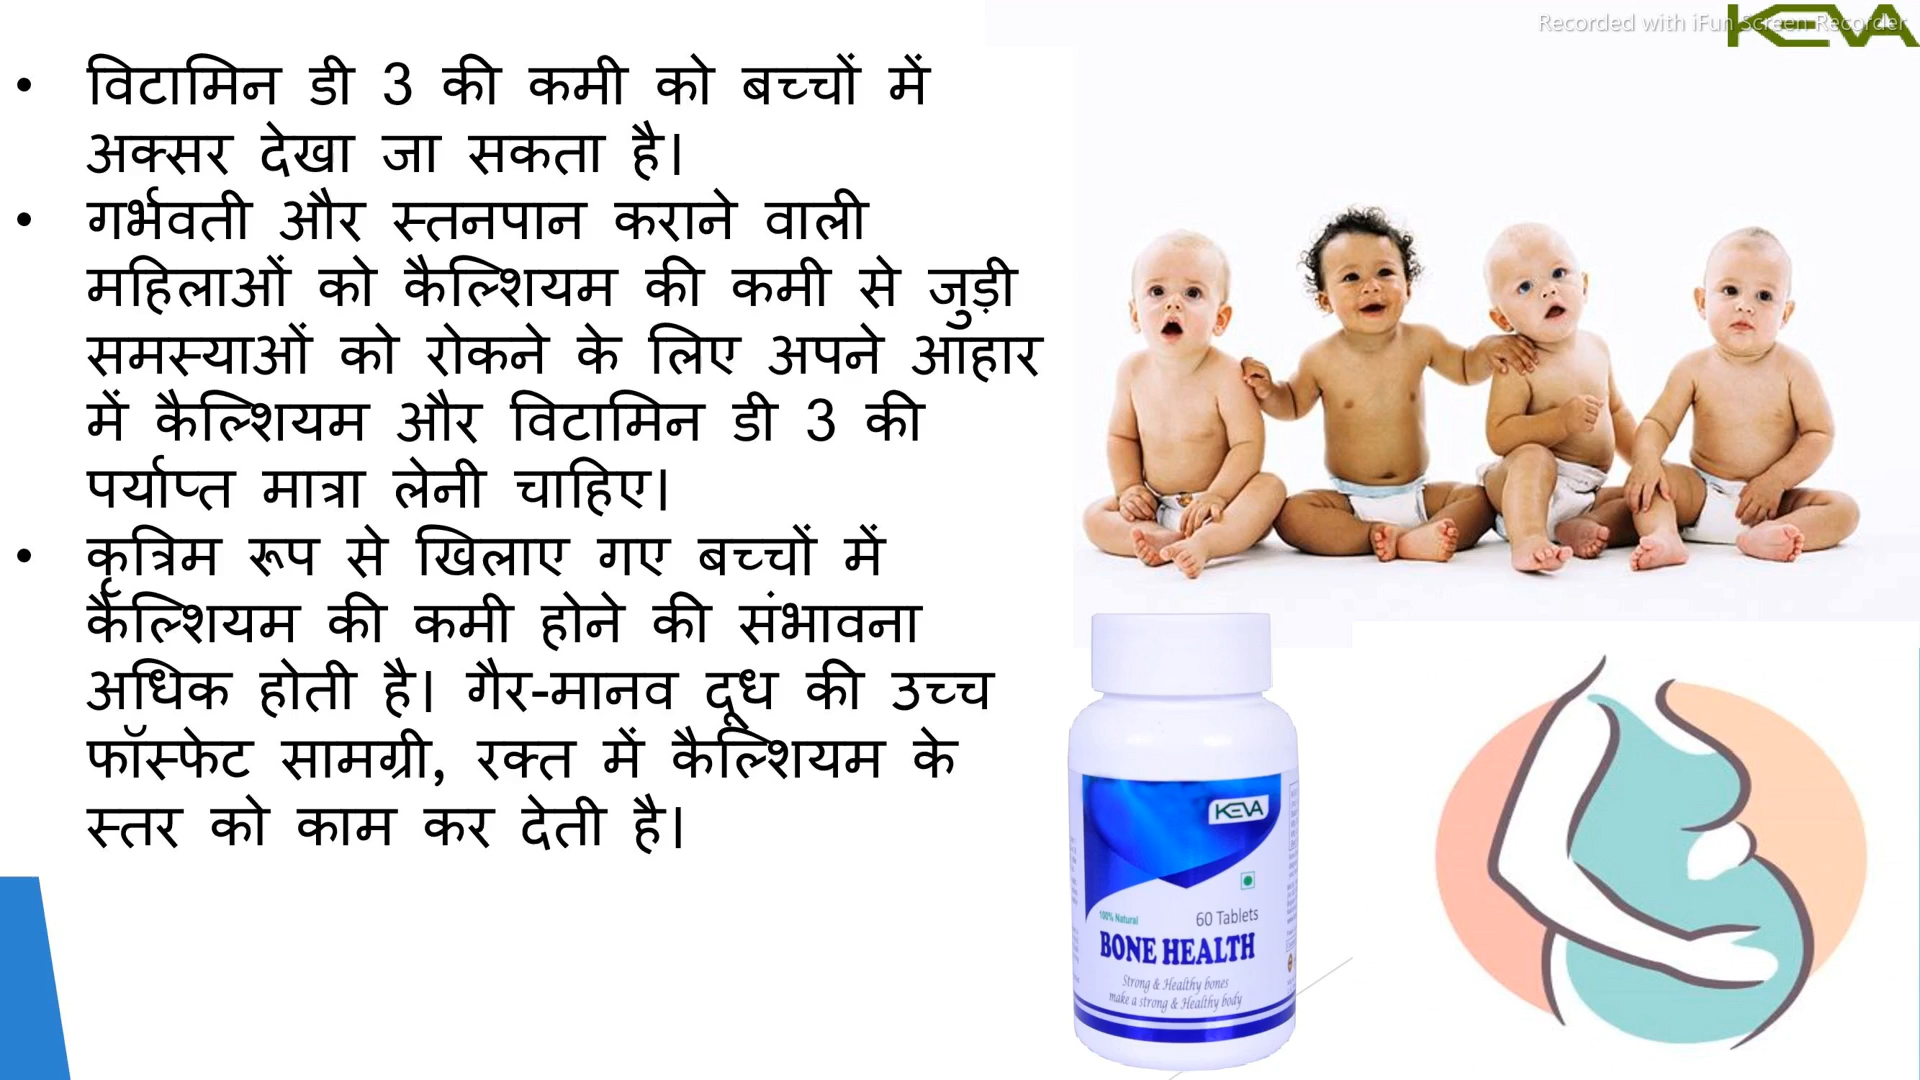 Recorded with iFun Screen Recorder
KEVA
• विटामिन डी 3 की कमी को बच्चों में
अक्सर देखा जा सकता है।
• गर्भवती और स्तनपान कराने वाली
महिलाओं को कैल्शियम की कमी से जुड़ी
समस्याओं को रोकने के लिए अपने आहार
में कैल्शियम और विटामिन डी 3 की
पर्याप्त मात्रा लेनी चाहिए।
• कृत्रिम रूप से खिलाए गए बच्चों में
कैल्शियम की कमी होने की संभावना
अधिक होती है। गैर-मानव दूध की उच्च
फॉस्फेट सामग्री, रक्त में कैल्शियम के
स्तर को काम कर देती है।
KEVA
100% Natural
60 Tablets
BONE HEALTH
Strong & Healthy bones
make a strong & Healthy body